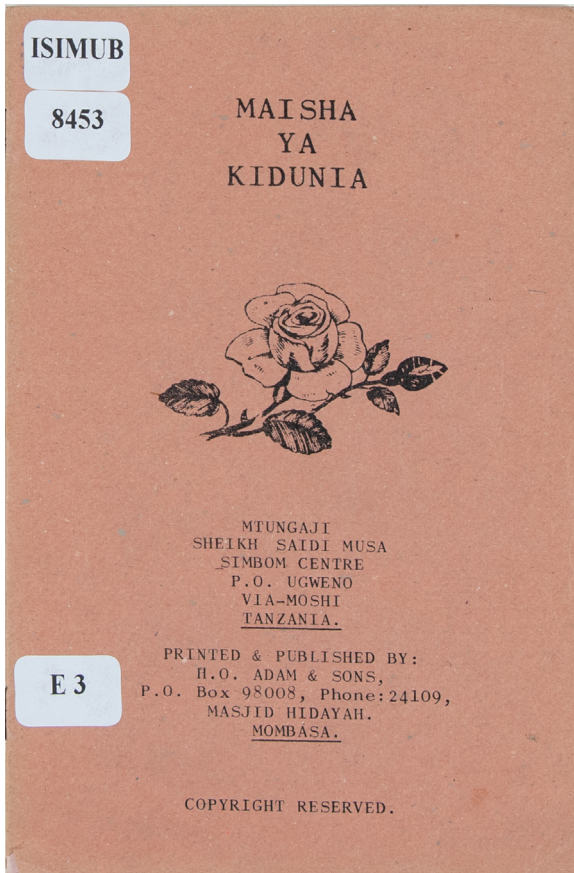 ISIMUB
8453
MAISHA
YA
KIDUNIA
MTUNGAJI
SHEIKH SAIDI MUSA
SIMBOM CENTRE
P.O. UGWENO
VIA-MOSHI
TANZANIA.
PRINTED & PUBLISHED BY:
H.O. ADAM & SONS,
P.O. Box 98008, Phone:24109,
MASJID HIDAYAH.
MOMBASA.
E 3
COPYRIGHT RESERVED.